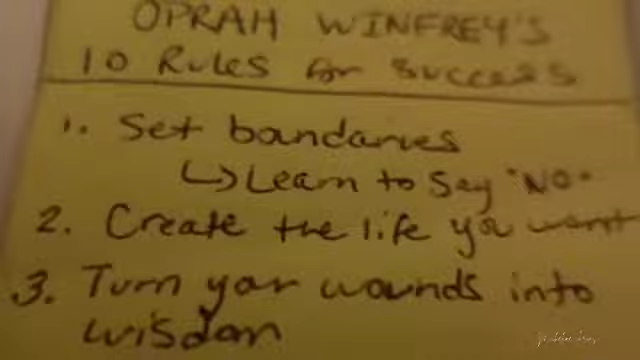 OPRAH WINFREY'S
10 RULES for Success
1. Set boundaries
↳ Learn to say "NO"
2. Create the life you want
3. Turn your wounds into
wisdom